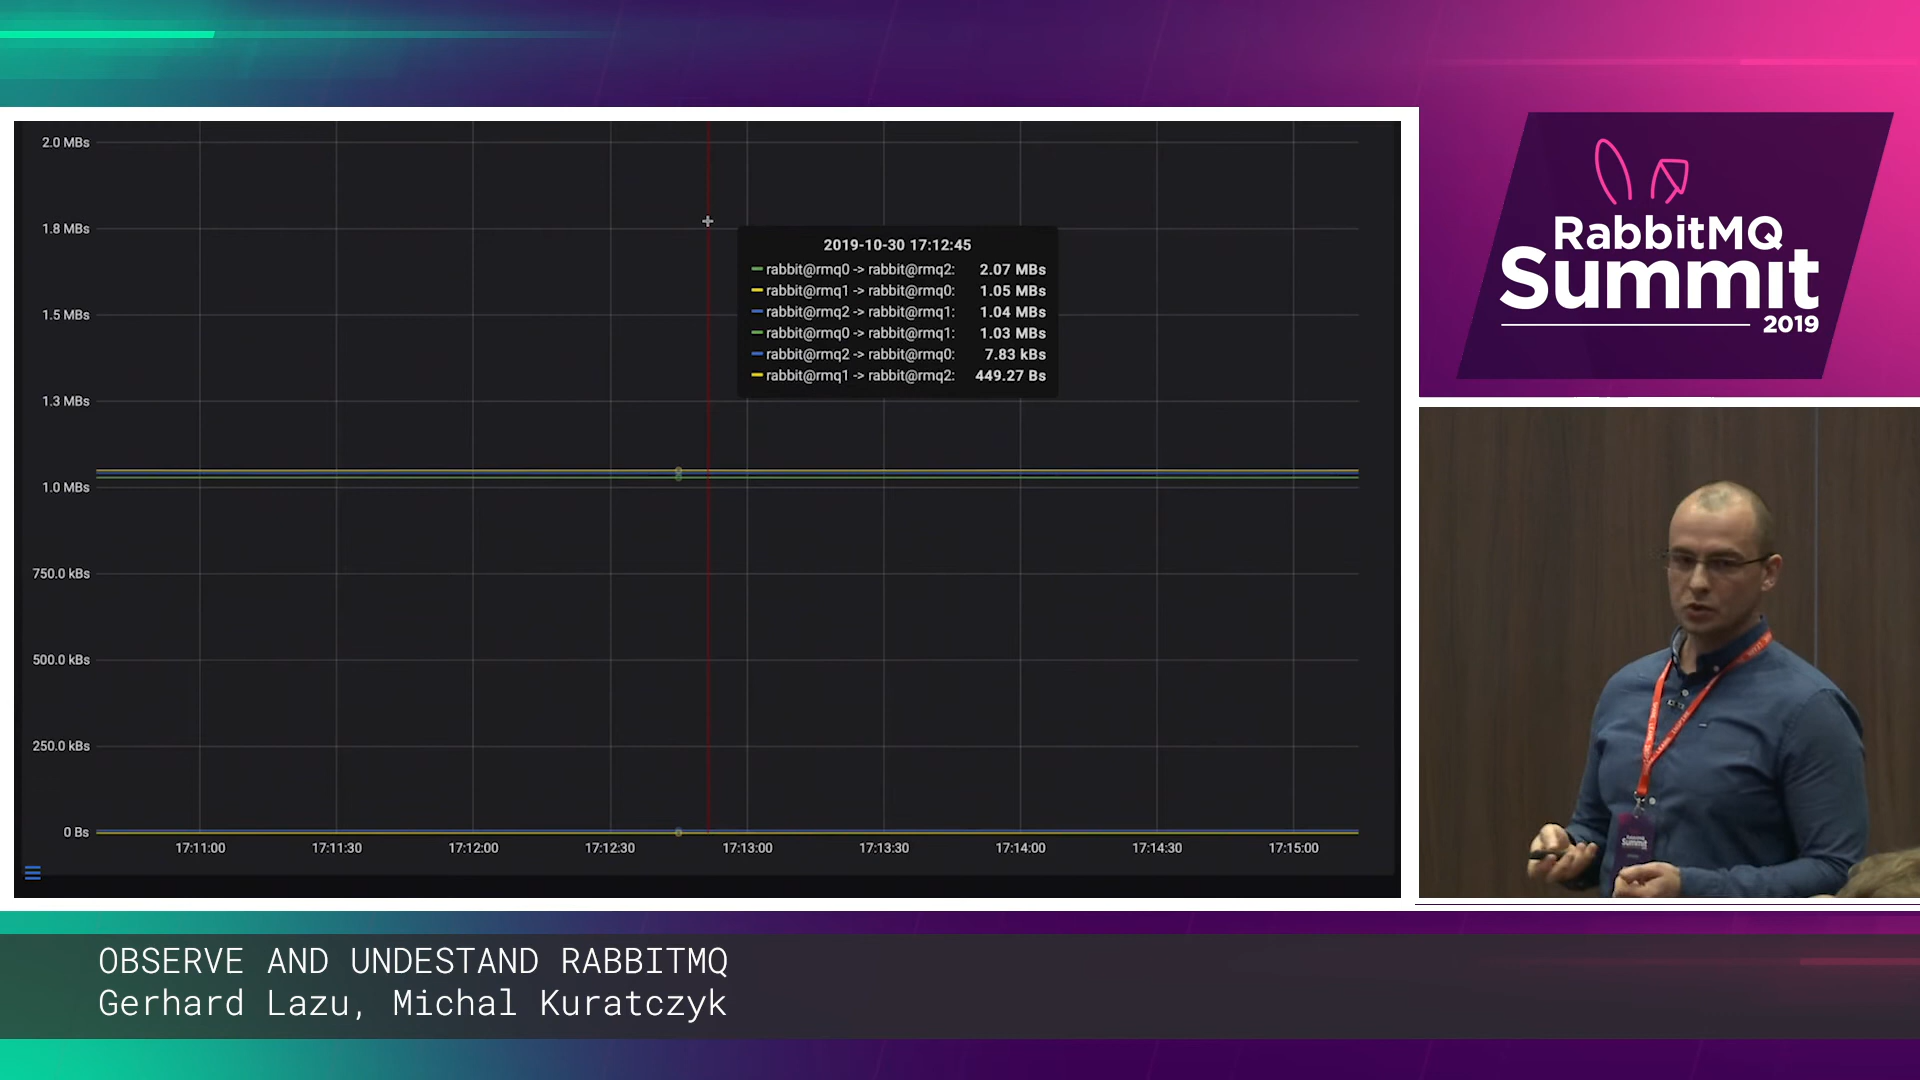 2.0 MBs
1.8 MBs
1.5 MBs
1.3 MBs
1.0 MBs
750.0 kBs
500.0 kBs
250.0 kBs
0 Bs
17:11:00 17:11:30 17:12:00 17:12:30 17:13:00 17:13:30 17:14:00 17:14:30 17:15:00
2019-10-30 17:12:45
rabbit@rmq0 -> rabbit@rmq2: 2.07 MBs
rabbit@rmq1 -> rabbit@rmq0: 1.05 MBs
rabbit@rmq2 -> rabbit@rmq1: 1.04 MBs
rabbit@rmq0 -> rabbit@rmq1: 1.03 MBs
rabbit@rmq2 -> rabbit@rmq0: 7.83 kBs
rabbit@rmq1 -> rabbit@rmq2: 449.27 Bs
RabbitMQ
Summit
2019
Summit
OBSERVE AND UNDESTAND RABBITMQ
Gerhard Lazu, Michal Kuratczyk